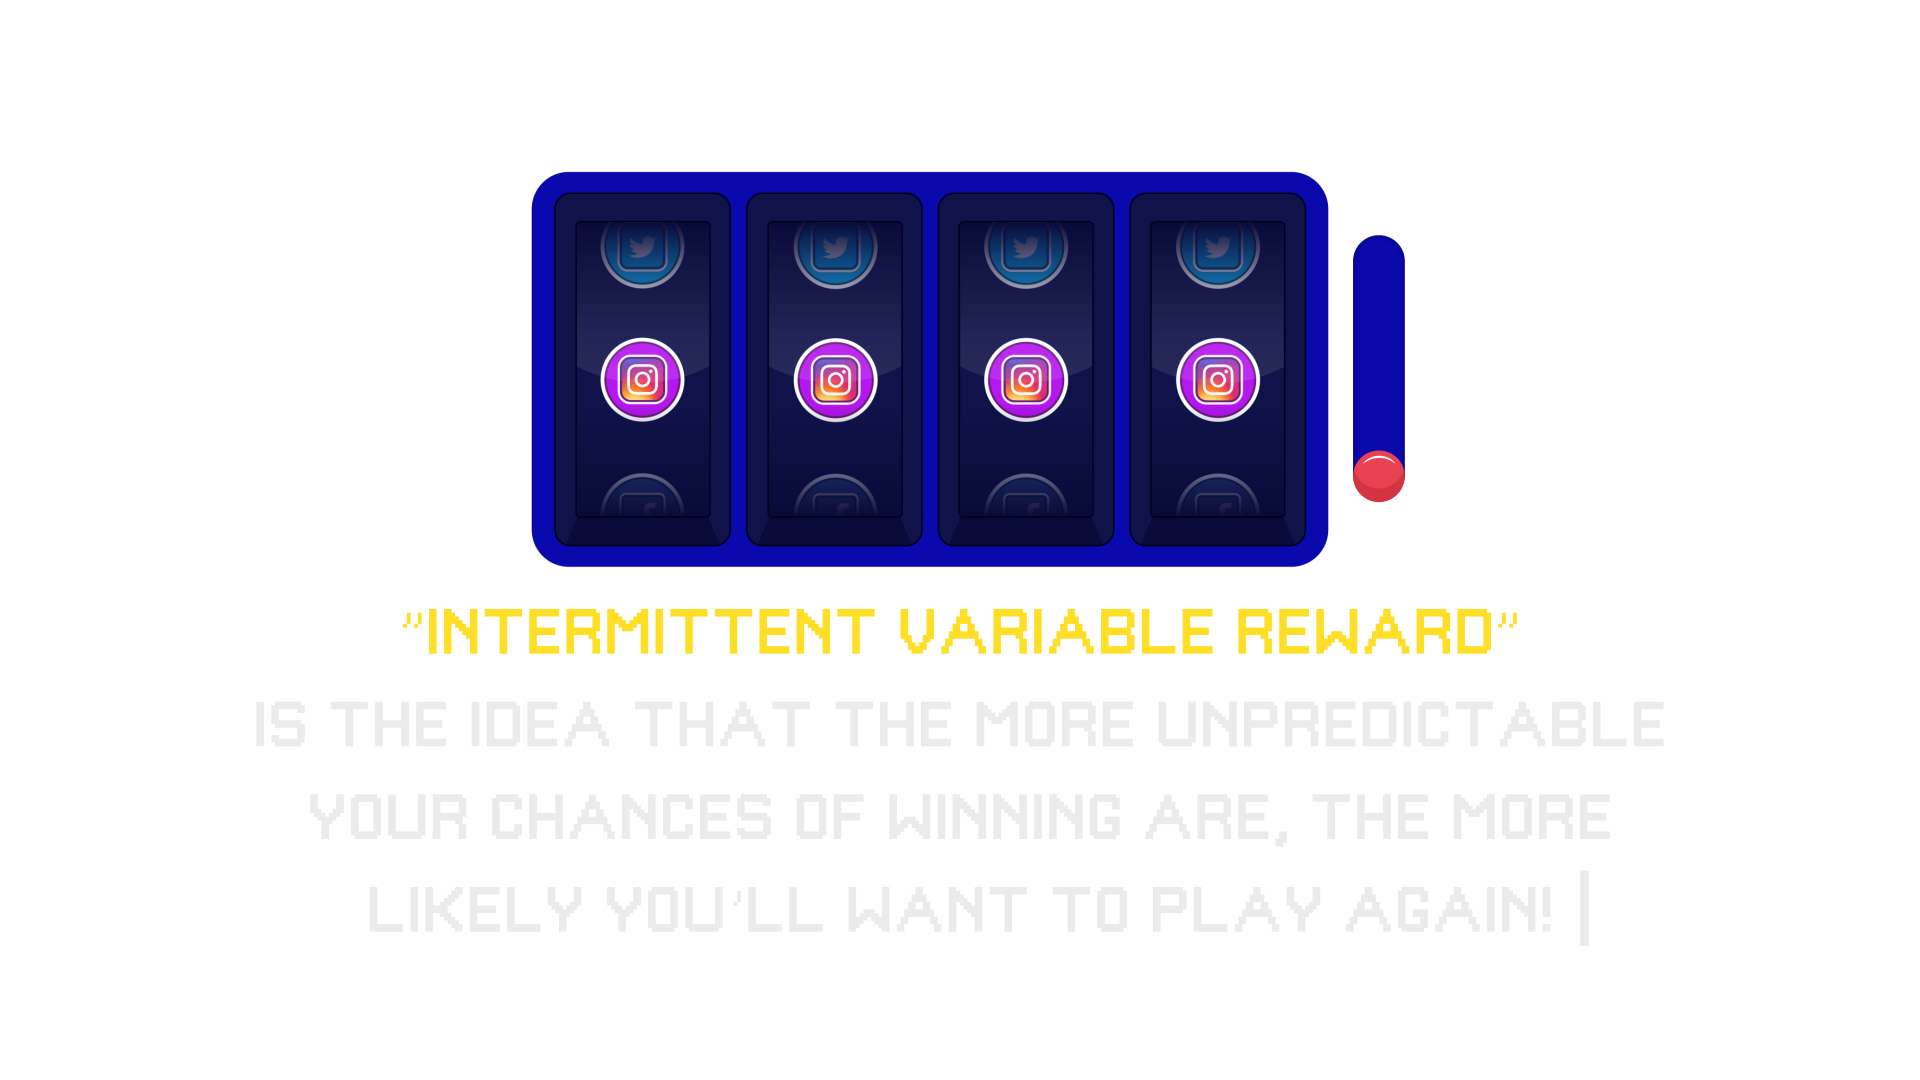 "INTERMITTENT VARIABLE REWARD"
IS THE IDEA THAT THE MORE UNPREDICTABLE
YOUR CHANCES OF WINNING ARE, THE MORE
LIKELY YOU'LL WANT TO PLAY AGAIN! |